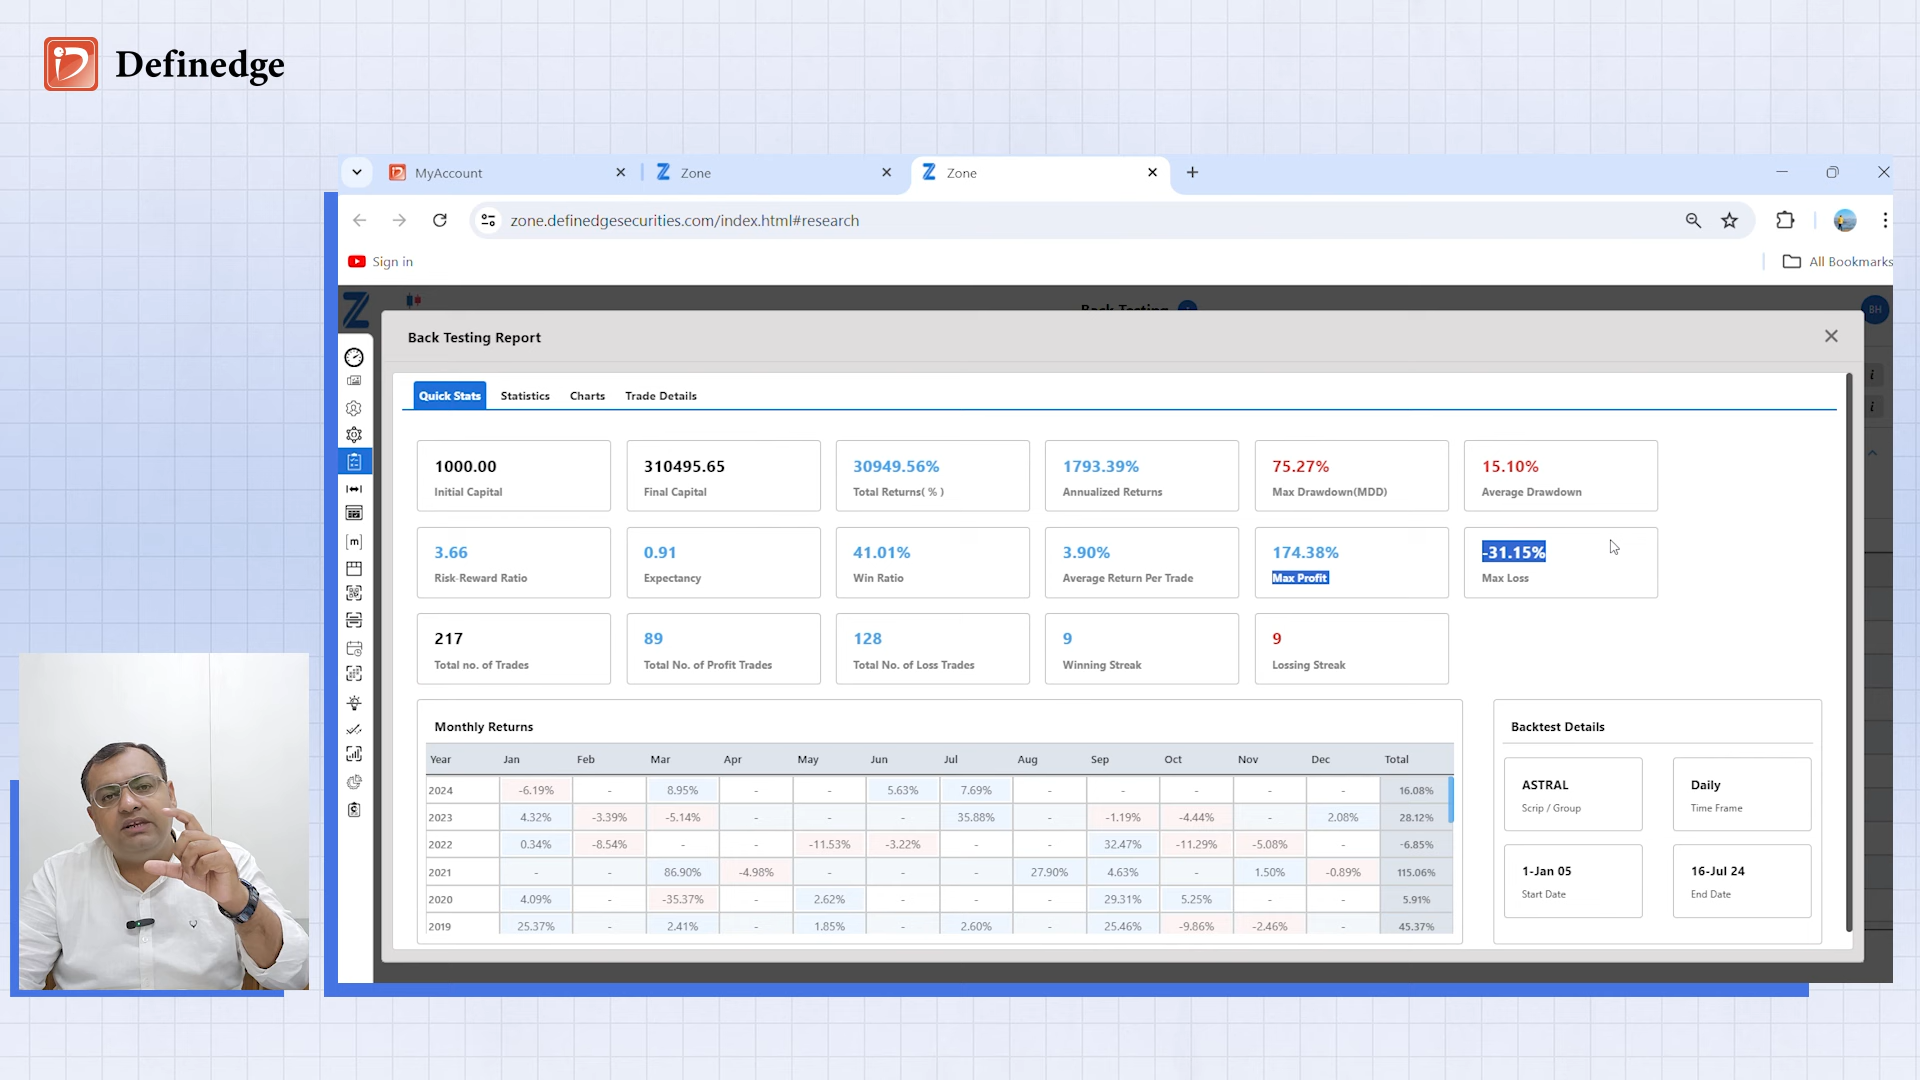 Definedge
MyAccount
Zone
Zone
zone.definedgesecurities.com/index.html#research
Sign in
All Bookmarks
Back Testing
BH
Back Testing Report
Quick Stats Statistics Charts Trade Details
1000.00 310495.65 30949.56% 1793.39% 75.27% 15.10%
Initial Capital Final Capital Total Returns( % ) Annualized Returns Max Drawdown(MDD) Average Drawdown
3.66 0.91 41.01% 3.90% 174.38% -31.15%
Risk-Reward Ratio Expectancy Win Ratio Average Return Per Trade Max Profit Max Loss
217 89 128 9 9
Total no. of Trades Total No. of Profit Trades Total No. of Loss Trades Winning Streak Lossing Streak
Monthly Returns
Year Jan Feb Mar Apr May Jun Jul Aug Sep Oct Nov Dec Total
2024 -6.19% - 8.95% - - 5.63% 7.69% - - - - - 16.08%
2023 4.32% -3.39% -5.14% - - - 35.88% - -1.19% -4.44% - 2.08% 28.12%
2022 0.34% -8.54% - - -11.53% -3.22% - - 32.47% -11.29% -5.08% - -6.85%
2021 - - 86.90% -4.98% - - - 27.90% 4.63% - 1.50% -0.89% 115.06%
2020 4.09% - -35.37% - 2.62% - - - 29.31% 5.25% - - 5.91%
2019 25.37% - 2.41% - 1.85% - 2.60% - 25.46% -9.86% -2.46% - 45.37%
Backtest Details
ASTRAL Daily
Scrip / Group Time Frame
1-Jan 05 16-Jul 24
Start Date End Date